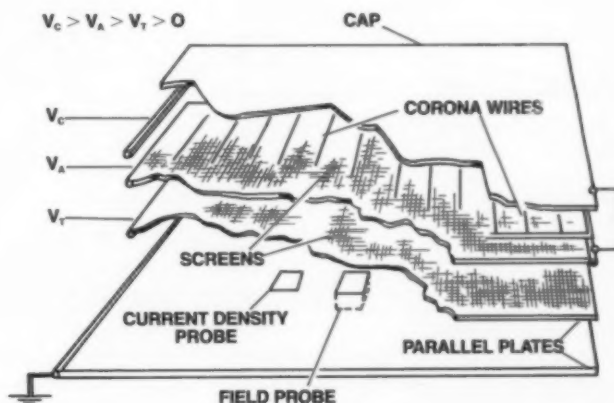 V_C > V_A > V_T > O
CAP
CORONA WIRES
V_C
V_A
V_T
SCREENS
CURRENT DENSITY
PROBE
PARALLEL PLATES
FIELD PROBE